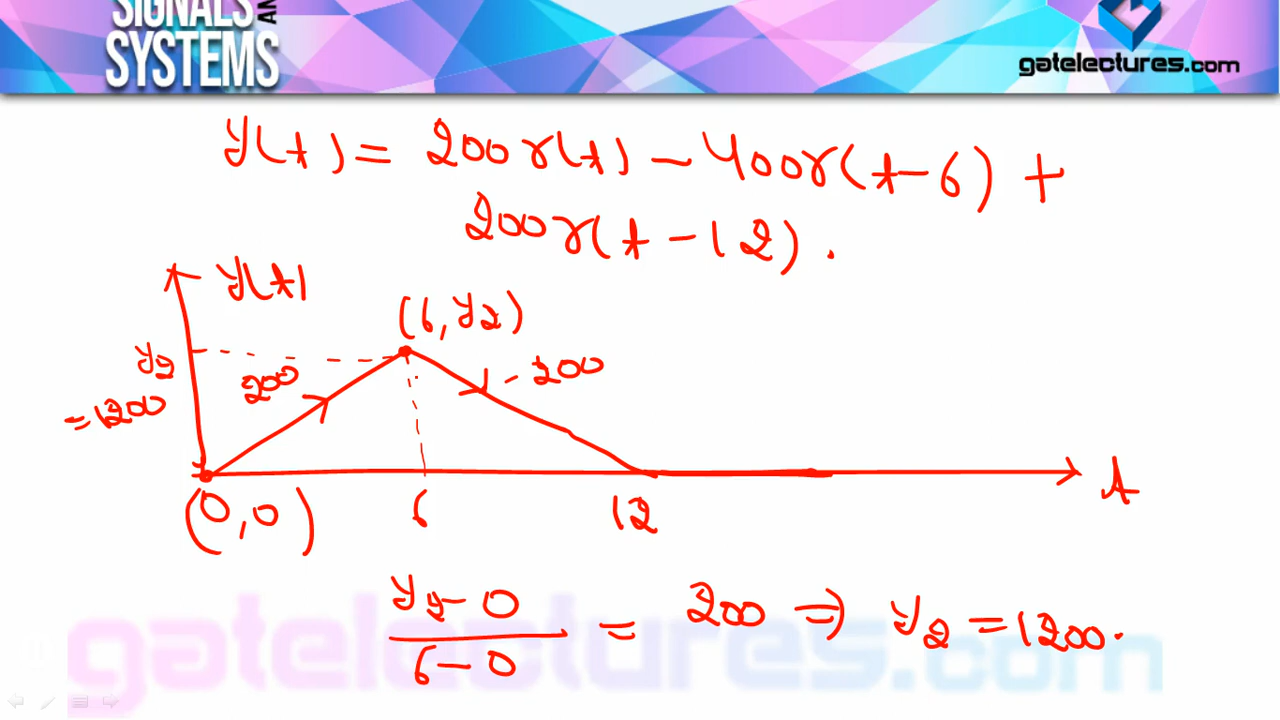 SIGNALS AND
SYSTEMS
gatelectures.com
y(t) = 200r(t) - 400r(t-6) +
200r(t-12).
y(t)
(6, y2)
y2
= 1200
200
-200
(0,0)
6
12
t
y2-0
6-0
= 200 ⇒ y2 = 1200.
gatelectures.com